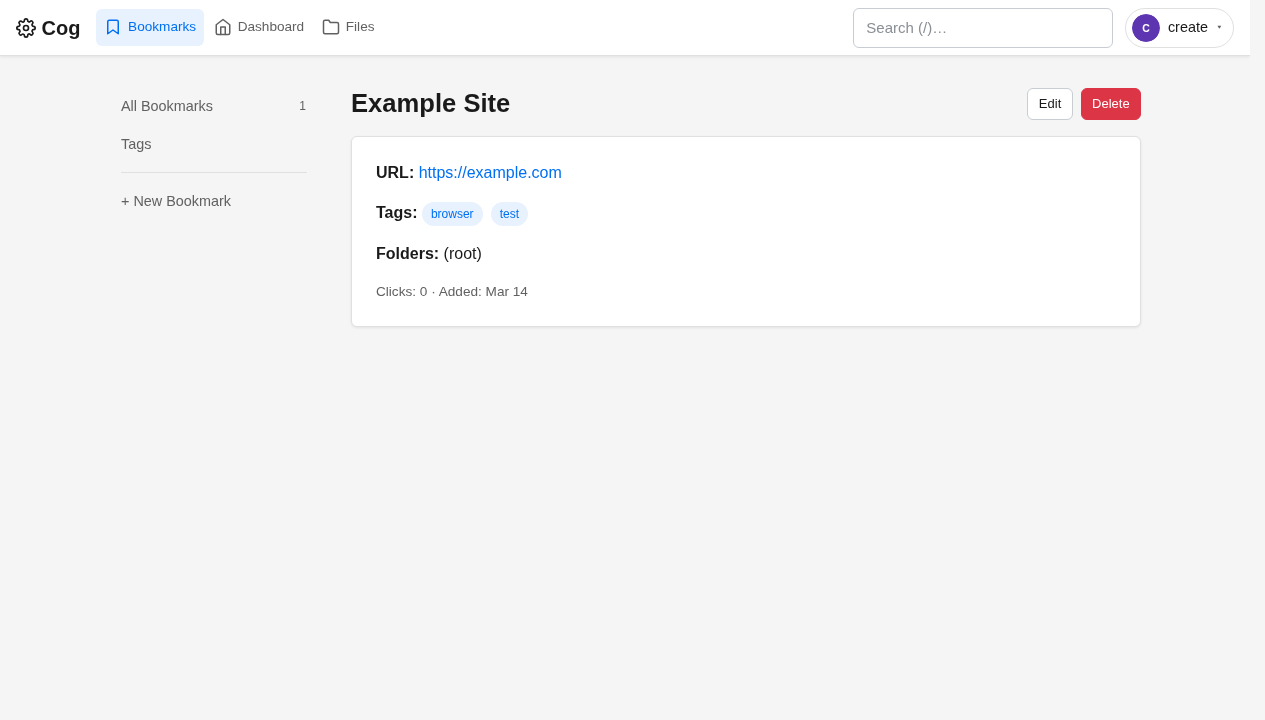 Cog
Bookmarks
Dashboard
Files
Search (/)…
C
create
All Bookmarks 1
Tags
+ New Bookmark
Example Site
Edit
Delete
URL: https://example.com
Tags: browser test
Folders: (root)
Clicks: 0 · Added: Mar 14